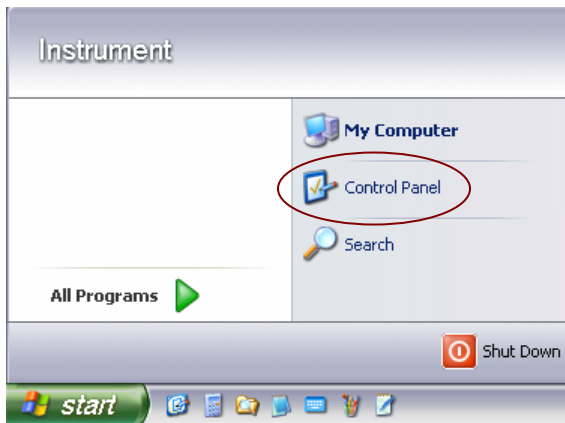 Instrument
My Computer
Control Panel
Search
All Programs
Shut Down
start